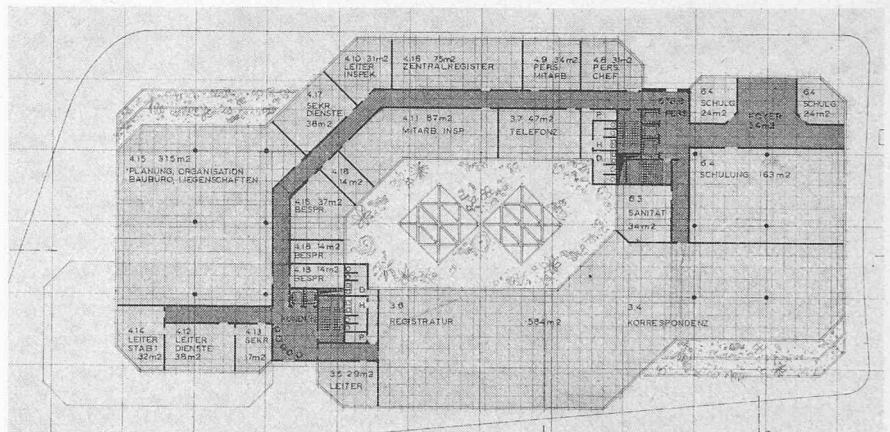 4.10 31m2
LEITER
INSPEK.
4.16 75m2
ZENTRALREGISTER
4.9 34m2
PERS.
MITARB.
4.8 31m2
PERS.
CHEF
4.17
SEKR.
DIENSTE
38m2
4.11 87m2
MITARB. INSP.
3.7 47m2
TELEFONZ.
P.
H.
D.
PERS.
6.4
SCHULG.
24m2
FOYER
6.4
SCHULG.
24m2
4.15 315m2
PLANUNG, ORGANISATION
BAUBÜRO, LIEGENSCHAFTEN
4.18
14m2
4.15 37m2
BESPR.
6.4
SCHULUNG 163m2
6.3
SANITÄT
34m2
4.18 14m2
BESPR.
4.18 14m2
BESPR.
D.
H.
P.
3.6
REGISTRATUR 584m2
3.4
KORRESPONDENZ
4.14
LEITER
STAB 1
32m2
4.12
LEITER
DIENSTE
38m2
4.13
SEKR.
17m2
3.5 29m2
LEITER